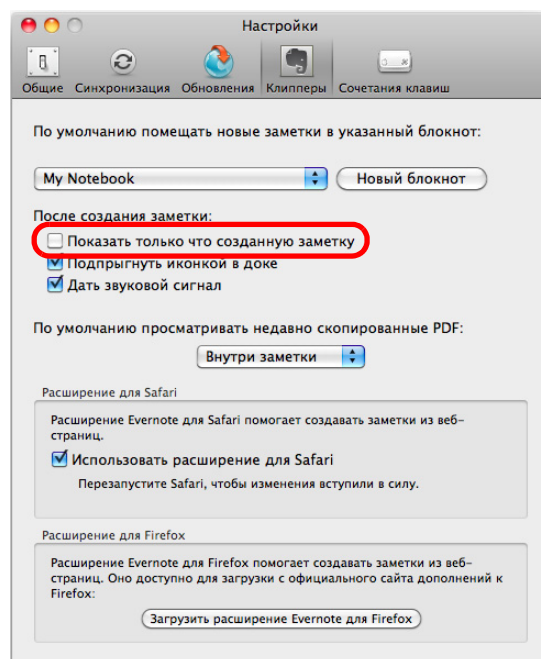 Настройки
Общие Синхронизация Обновления Клипперы Сочетания клавиш
По умолчанию помещать новые заметки в указанный блокнот:
My Notebook Новый блокнот
После создания заметки:
Показать только что созданную заметку
Подпрыгнуть иконкой в доке
Дать звуковой сигнал
По умолчанию просматривать недавно скопированные PDF:
Внутри заметки
Расширение для Safari
Расширение Evernote для Safari помогает создавать заметки из веб-
страниц.
Использовать расширение для Safari
Перезапустите Safari, чтобы изменения вступили в силу.
Расширение для Firefox
Расширение Evernote для Firefox помогает создавать заметки из веб-
страниц. Оно доступно для загрузки с официального сайта дополнений к
Firefox:
Загрузить расширение Evernote для Firefox